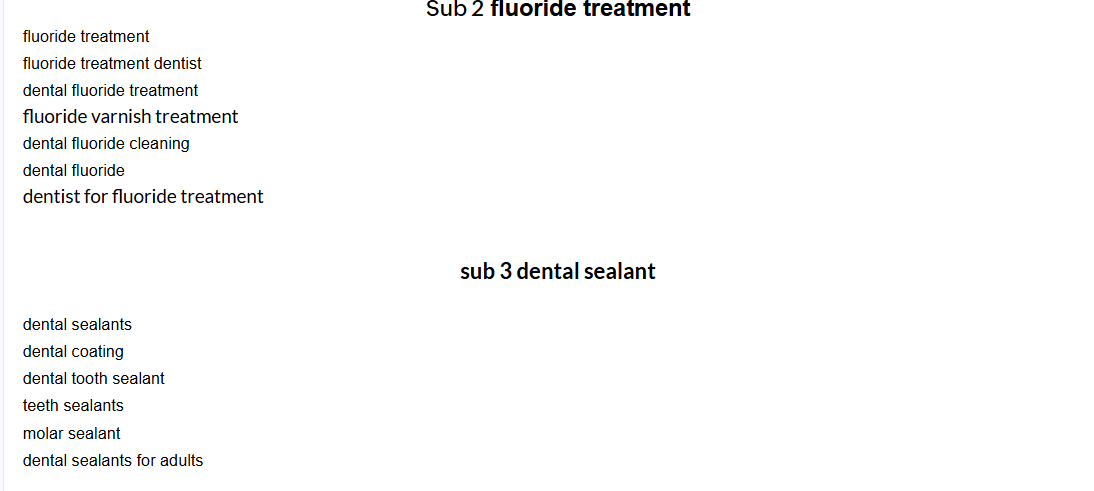 Sub 2 fluoride treatment
fluoride treatment
fluoride treatment dentist
dental fluoride treatment
fluoride varnish treatment
dental fluoride cleaning
dental fluoride
dentist for fluoride treatment
sub 3 dental sealant
dental sealants
dental coating
dental tooth sealant
teeth sealants
molar sealant
dental sealants for adults